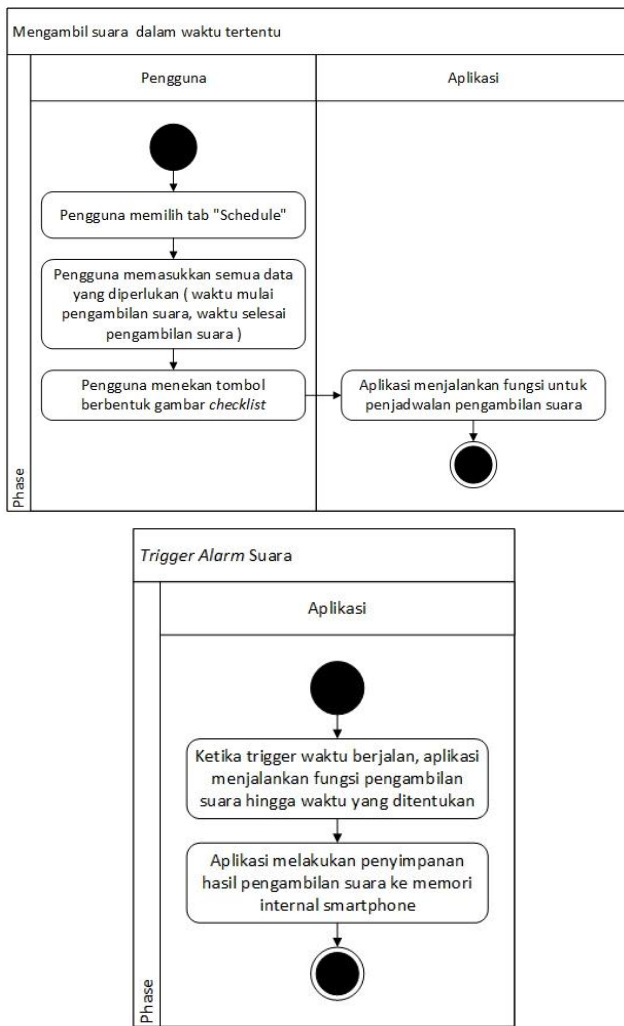 Mengambil suara dalam waktu tertentu
Pengguna
Aplikasi
Pengguna memilih tab "Schedule"
Pengguna memasukkan semua data
yang diperlukan ( waktu mulai
pengambilan suara, waktu selesai
pengambilan suara )
Pengguna menekan tombol
berbentuk gambar checklist
Aplikasi menjalankan fungsi untuk
penjadwalan pengambilan suara
Phase
Trigger Alarm Suara
Aplikasi
Ketika trigger waktu berjalan, aplikasi
menjalankan fungsi pengambilan
suara hingga waktu yang ditentukan
Aplikasi melakukan penyimpanan
hasil pengambilan suara ke memori
internal smartphone
Phase